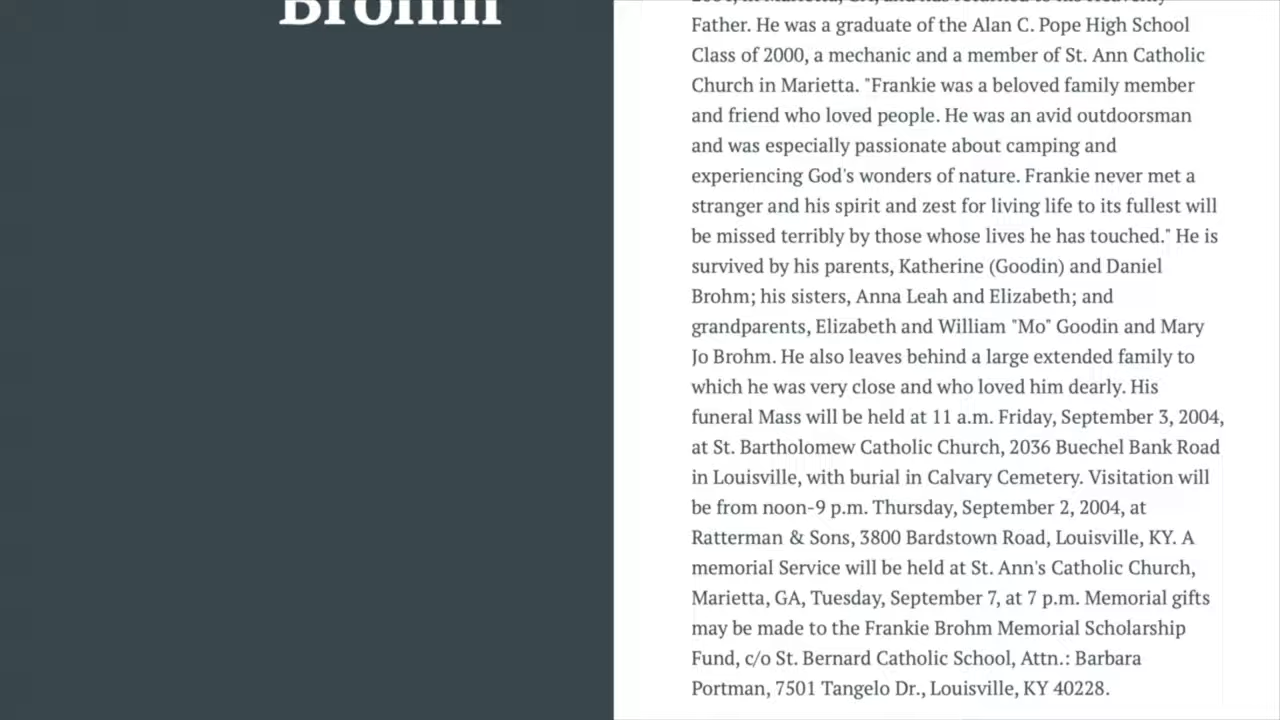 Brohm
2004, in Marietta, GA, and has returned to his Heavenly
Father. He was a graduate of the Alan C. Pope High School
Class of 2000, a mechanic and a member of St. Ann Catholic
Church in Marietta. "Frankie was a beloved family member
and friend who loved people. He was an avid outdoorsman
and was especially passionate about camping and
experiencing God's wonders of nature. Frankie never met a
stranger and his spirit and zest for living life to its fullest will
be missed terribly by those whose lives he has touched." He is
survived by his parents, Katherine (Goodin) and Daniel
Brohm; his sisters, Anna Leah and Elizabeth; and
grandparents, Elizabeth and William "Mo" Goodin and Mary
Jo Brohm. He also leaves behind a large extended family to
which he was very close and who loved him dearly. His
funeral Mass will be held at 11 a.m. Friday, September 3, 2004,
at St. Bartholomew Catholic Church, 2036 Buechel Bank Road
in Louisville, with burial in Calvary Cemetery. Visitation will
be from noon-9 p.m. Thursday, September 2, 2004, at
Ratterman & Sons, 3800 Bardstown Road, Louisville, KY. A
memorial Service will be held at St. Ann's Catholic Church,
Marietta, GA, Tuesday, September 7, at 7 p.m. Memorial gifts
may be made to the Frankie Brohm Memorial Scholarship
Fund, c/o St. Bernard Catholic School, Attn.: Barbara
Portman, 7501 Tangelo Dr., Louisville, KY 40228.